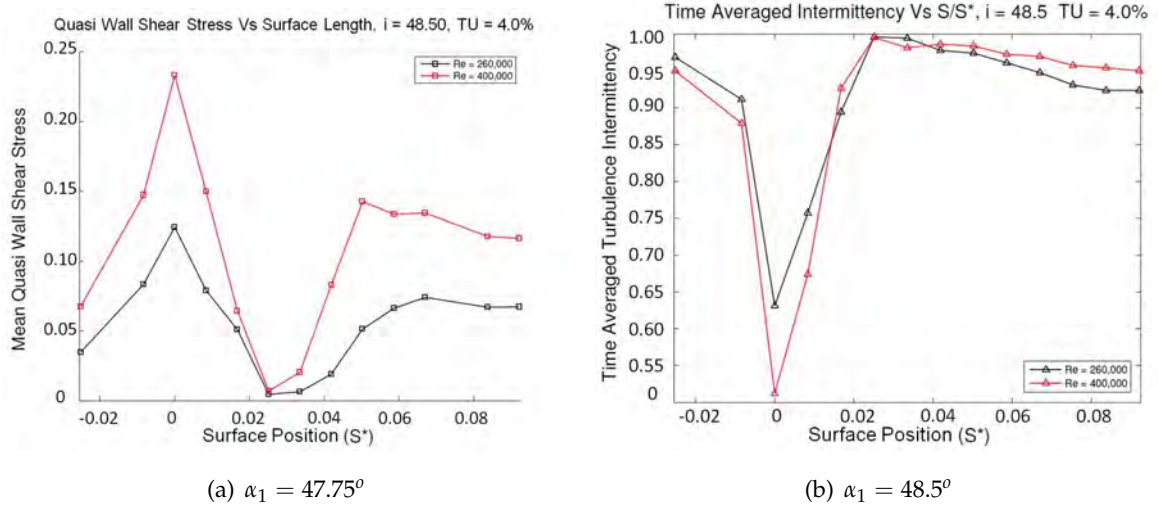 Quasi Wall Shear Stress Vs Surface Length, i = 48.50, TU = 4.0%
0.25
0.20
0.15
0.10
0.05
0
Mean Quasi Wall Shear Stress
Re = 260,000
Re = 400,000
-0.02 0 0.02 0.04 0.06 0.08
Surface Position (S*)
(a) α₁ = 47.75°
Time Averaged Intermittency Vs S/S*, i = 48.5 TU = 4.0%
1.00
0.95
0.90
0.80
0.75
0.65
0.60
0.55
0
Time Averaged Turbulence Intermittency
Re = 260,000
Re = 400,000
-0.02 0 0.02 0.04 0.06 0.08
Surface Position (S*)
(b) α₁ = 48.5°